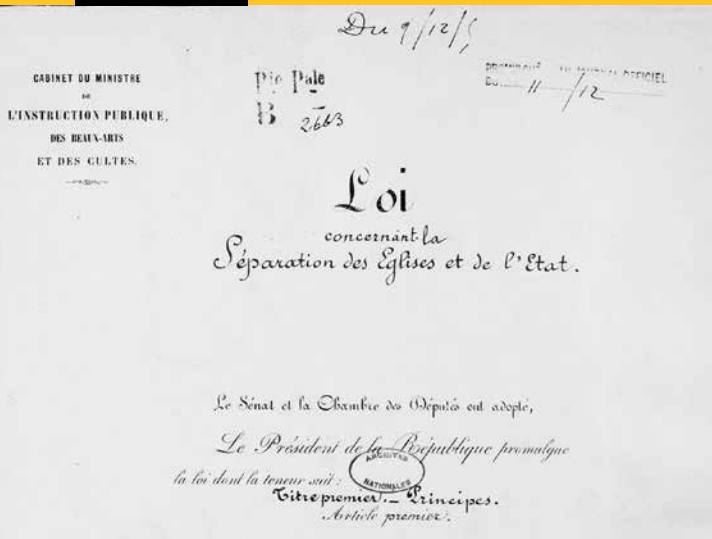 Du 9/12/5
CABINET DU MINISTRE
DE
L'INSTRUCTION PUBLIQUE,
DES BEAUX-ARTS
ET DES CULTES.
Pie Pale
B 2663
OFFICIEL
DU 11/12
Loi
concernant la
Séparation des Eglises et de l'Etat.
Le Sénat et la Chambre des Députés ont adopté,
Le Président de la République promulgue
la loi dont la teneur suit :
ARCHIVES
NATIONALES
Titre premier. — Principes.
Article premier.